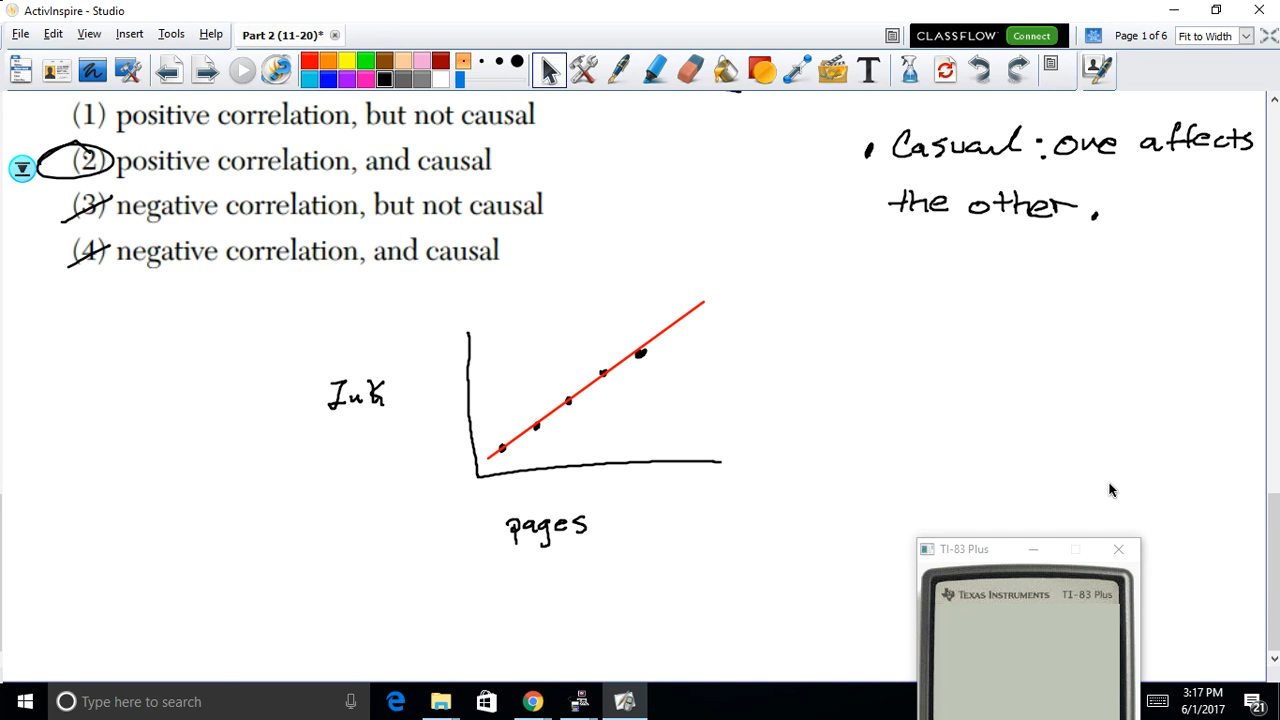 ActivInspire - Studio
File Edit View Insert Tools Help Part 2 (11-20)* CLASSFLOW Connect Page 1 of 6 Fit to Width
(1) positive correlation, but not causal
(2) positive correlation, and causal
(3) negative correlation, but not causal
(4) negative correlation, and causal
• Casual : one affects
the other.
Ink
pages
TI-83 Plus
TEXAS INSTRUMENTS TI-83 Plus
Type here to search
3:17 PM
6/1/2017
21